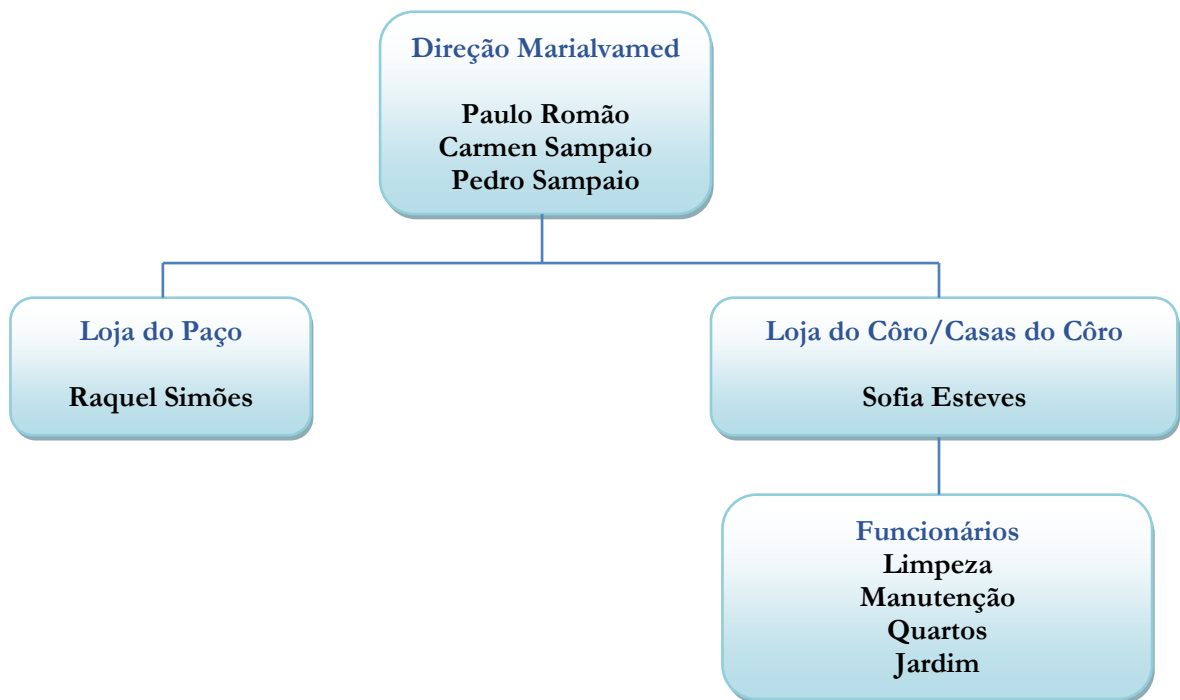 Direção Marialvamed
Paulo Romão
Carmen Sampaio
Pedro Sampaio
Loja do Paço
Raquel Simões
Loja do Côro/Casas do Côro
Sofia Esteves
Funcionários
Limpeza
Manutenção
Quartos
Jardim